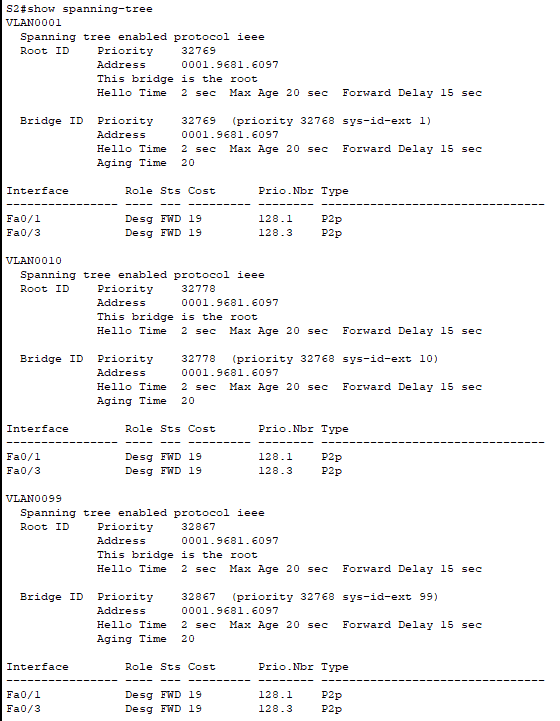 S2#show spanning-tree
VLAN0001
  Spanning tree enabled protocol ieee
  Root ID    Priority    32769
             Address     0001.9681.6097
             This bridge is the root
             Hello Time  2 sec  Max Age 20 sec  Forward Delay 15 sec

  Bridge ID  Priority    32769  (priority 32768 sys-id-ext 1)
             Address     0001.9681.6097
             Hello Time  2 sec  Max Age 20 sec  Forward Delay 15 sec
             Aging Time  20

Interface        Role Sts Cost      Prio.Nbr Type
---------------- ---- --- --------- -------- --------------------------------
Fa0/1            Desg FWD 19        128.1    P2p
Fa0/3            Desg FWD 19        128.3    P2p

VLAN0010
  Spanning tree enabled protocol ieee
  Root ID    Priority    32778
             Address     0001.9681.6097
             This bridge is the root
             Hello Time  2 sec  Max Age 20 sec  Forward Delay 15 sec

  Bridge ID  Priority    32778  (priority 32768 sys-id-ext 10)
             Address     0001.9681.6097
             Hello Time  2 sec  Max Age 20 sec  Forward Delay 15 sec
             Aging Time  20

Interface        Role Sts Cost      Prio.Nbr Type
---------------- ---- --- --------- -------- --------------------------------
Fa0/1            Desg FWD 19        128.1    P2p
Fa0/3            Desg FWD 19        128.3    P2p

VLAN0099
  Spanning tree enabled protocol ieee
  Root ID    Priority    32867
             Address     0001.9681.6097
             This bridge is the root
             Hello Time  2 sec  Max Age 20 sec  Forward Delay 15 sec

  Bridge ID  Priority    32867  (priority 32768 sys-id-ext 99)
             Address     0001.9681.6097
             Hello Time  2 sec  Max Age 20 sec  Forward Delay 15 sec
             Aging Time  20

Interface        Role Sts Cost      Prio.Nbr Type
---------------- ---- --- --------- -------- --------------------------------
Fa0/1            Desg FWD 19        128.1    P2p
Fa0/3            Desg FWD 19        128.3    P2p